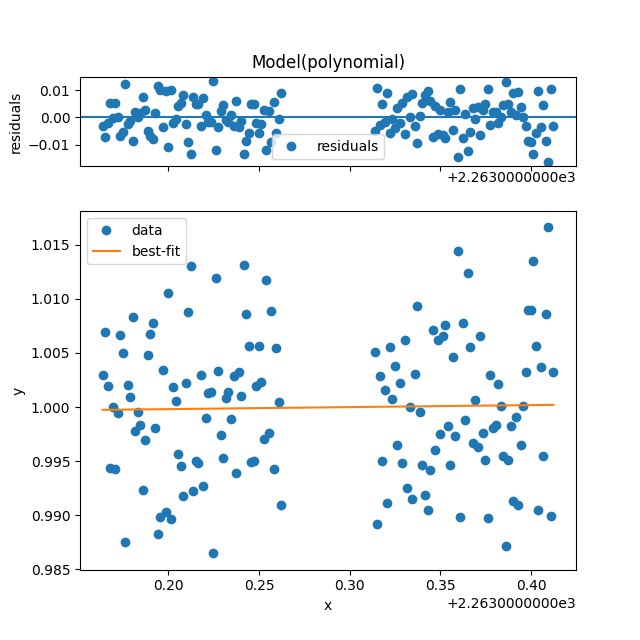 Model(polynomial)
0.01
0.00
−0.01
residuals
residuals
+2.2630000000e3
1.015
1.010
1.005
1.000
0.995
0.990
0.985
y
data
best-fit
0.20 0.25 0.30 0.35 0.40
x
+2.2630000000e3